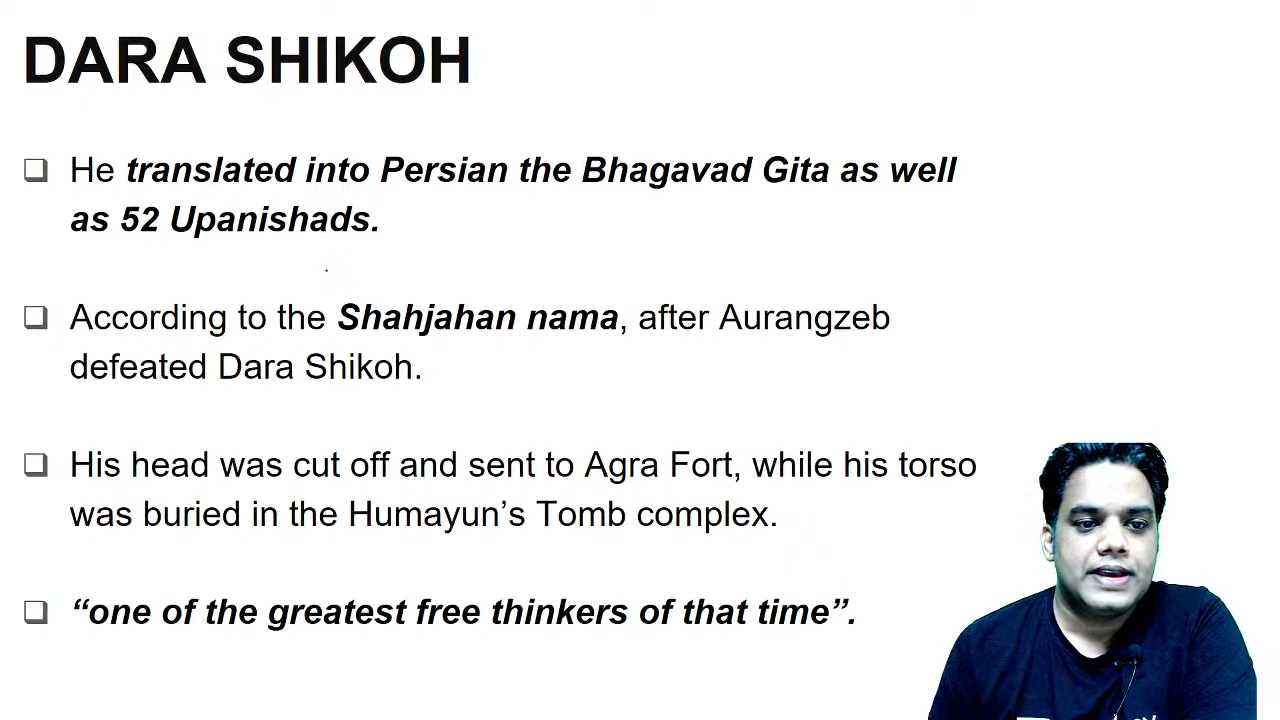 DARA SHIKOH
❑ He translated into Persian the Bhagavad Gita as well
as 52 Upanishads.
❑ According to the Shahjahan nama, after Aurangzeb
defeated Dara Shikoh.
❑ His head was cut off and sent to Agra Fort, while his torso
was buried in the Humayun’s Tomb complex.
❑ “one of the greatest free thinkers of that time”.